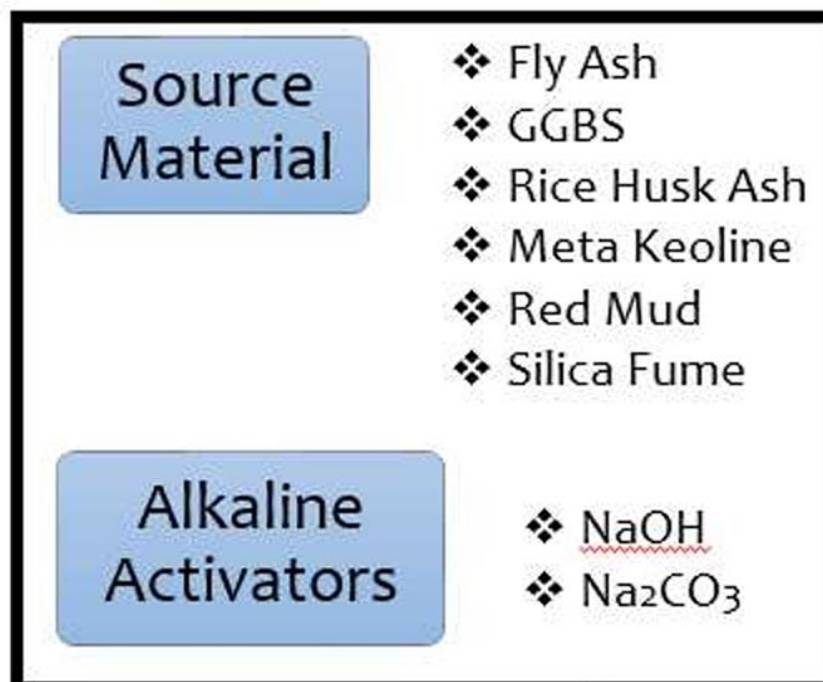 Source
Material
Fly Ash
GGBS
Rice Husk Ash
Meta Keoline
Red Mud
Silica Fume
Alkaline
Activators
NaOH
Na2CO3